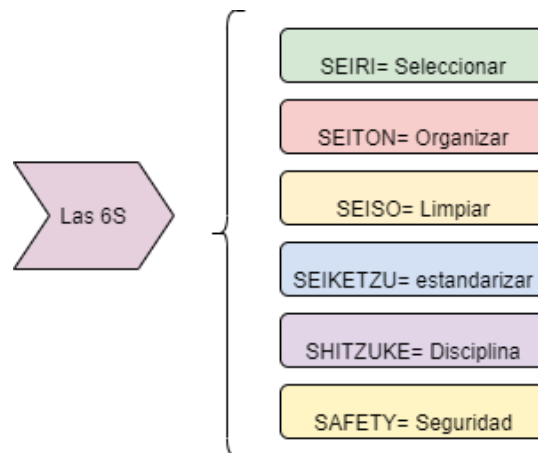 Las 6S
SEIRI= Seleccionar
SEITON= Organizar
SEISO= Limpiar
SEIKETZU= estandarizar
SHITZUKE= Disciplina
SAFETY= Seguridad